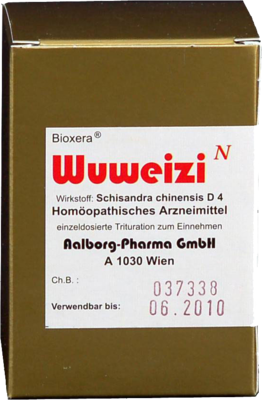 Bioxera®
Wuweizi N
Wirkstoff: Schisandra chinensis D 4
Homöopathisches Arzneimittel
einzeldosierte Trituration zum Einnehmen
Aalborg-Pharma GmbH
A 1030 Wien
Ch.B. : 037338
Verwendbar bis: 06.2010